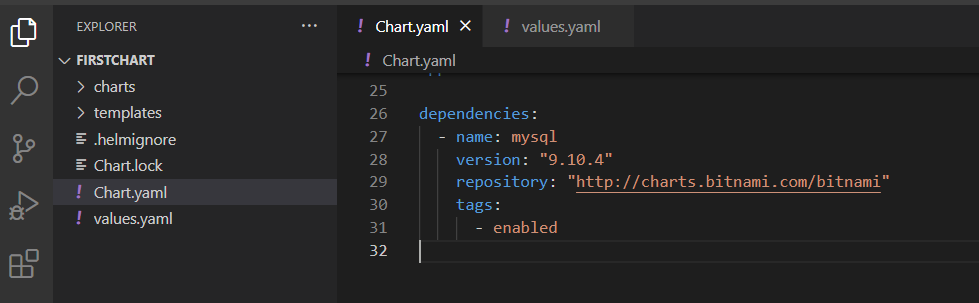 EXPLORER
FIRSTCHART
charts
templates
.helmignore
Chart.lock
! Chart.yaml
! values.yaml
! Chart.yaml
! values.yaml
! Chart.yaml
25
26 dependencies:
27 - name: mysql
28 version: "9.10.4"
29 repository: "http://charts.bitnami.com/bitnami"
30 tags:
31 - enabled
32